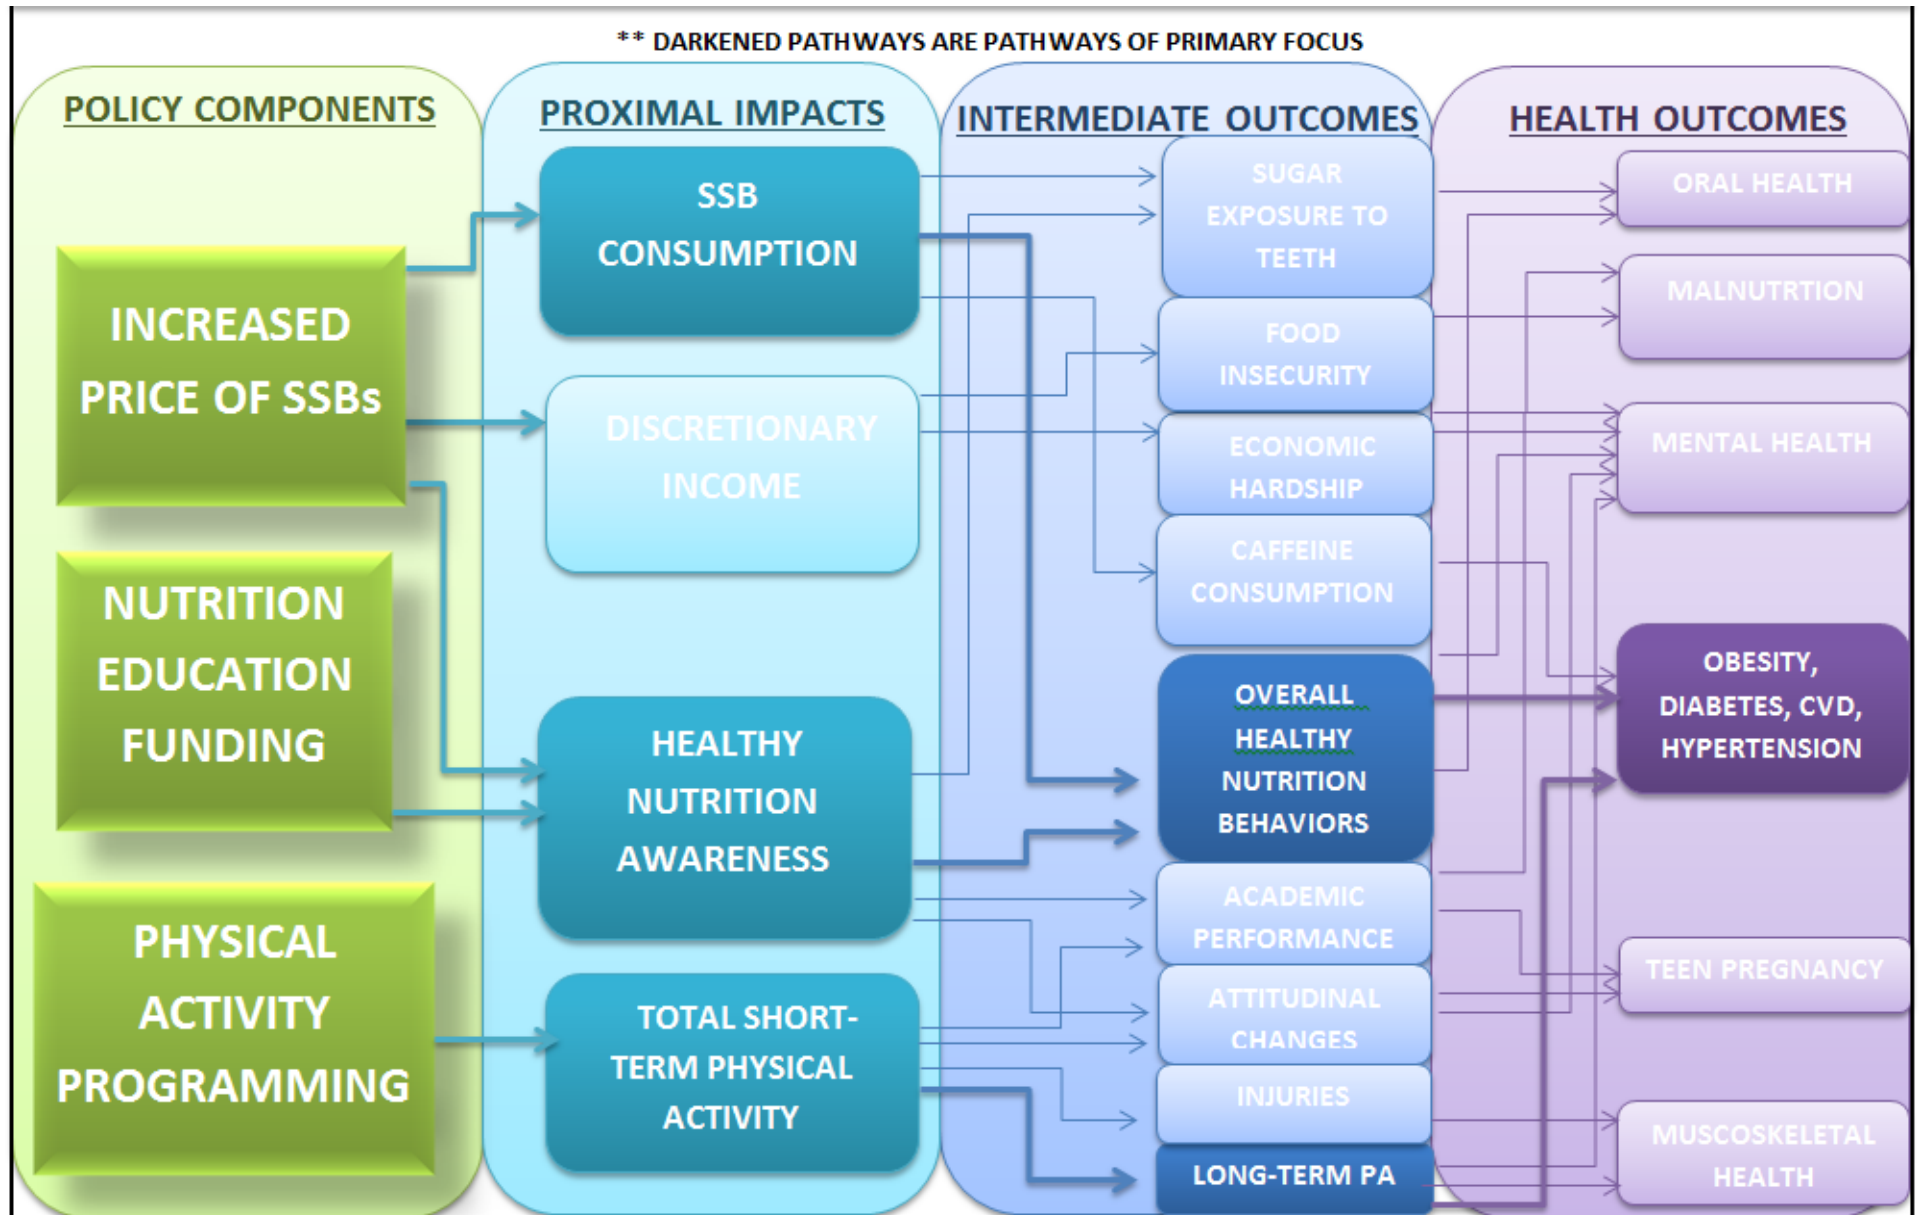 ** DARKENED PATHWAYS ARE PATHWAYS OF PRIMARY FOCUS
POLICY COMPONENTS
INCREASED
PRICE OF SSBs
NUTRITION
EDUCATION
FUNDING
PHYSICAL
ACTIVITY
PROGRAMMING
PROXIMAL IMPACTS
SSB
CONSUMPTION
DISCRETIONARY
INCOME
HEALTHY
NUTRITION
AWARENESS
TOTAL SHORT-
TERM PHYSICAL
ACTIVITY
INTERMEDIATE OUTCOMES
SUGAR
EXPOSURE TO
TEETH
FOOD
INSECURITY
ECONOMIC
HARDSHIP
CAFFEINE
CONSUMPTION
OVERALL
HEALTHY
NUTRITION
BEHAVIORS
ACADEMIC
PERFORMANCE
ATTITUDINAL
CHANGES
INJURIES
LONG-TERM PA
HEALTH OUTCOMES
ORAL HEALTH
MALNUTRTION
MENTAL HEALTH
OBESITY,
DIABETES, CVD,
HYPERTENSION
TEEN PREGNANCY
MUSCOSKELETAL
HEALTH